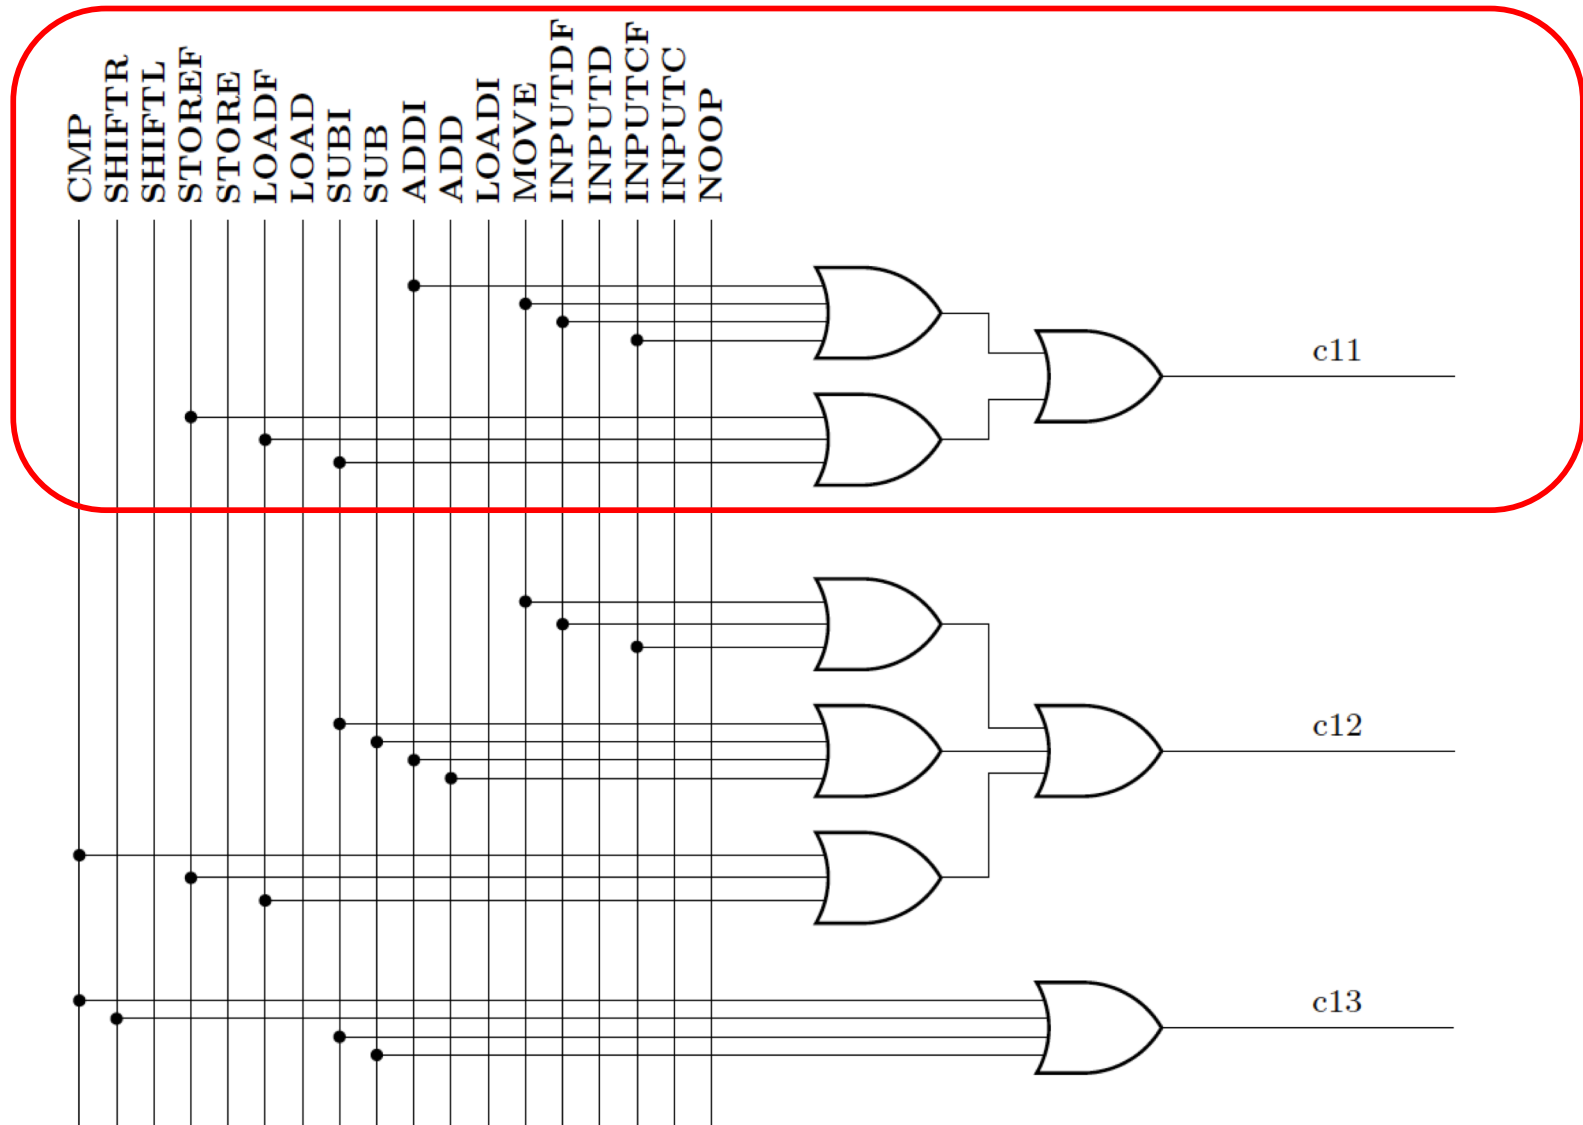 CMP
SHIFTR
SHIFTL
STOREF
STORE
LOADF
LOAD
SUBI
SUB
ADDI
ADD
LOADI
MOVE
INPUTDF
INPUTD
INPUTCF
INPUTC
NOOP
c11
c12
c13